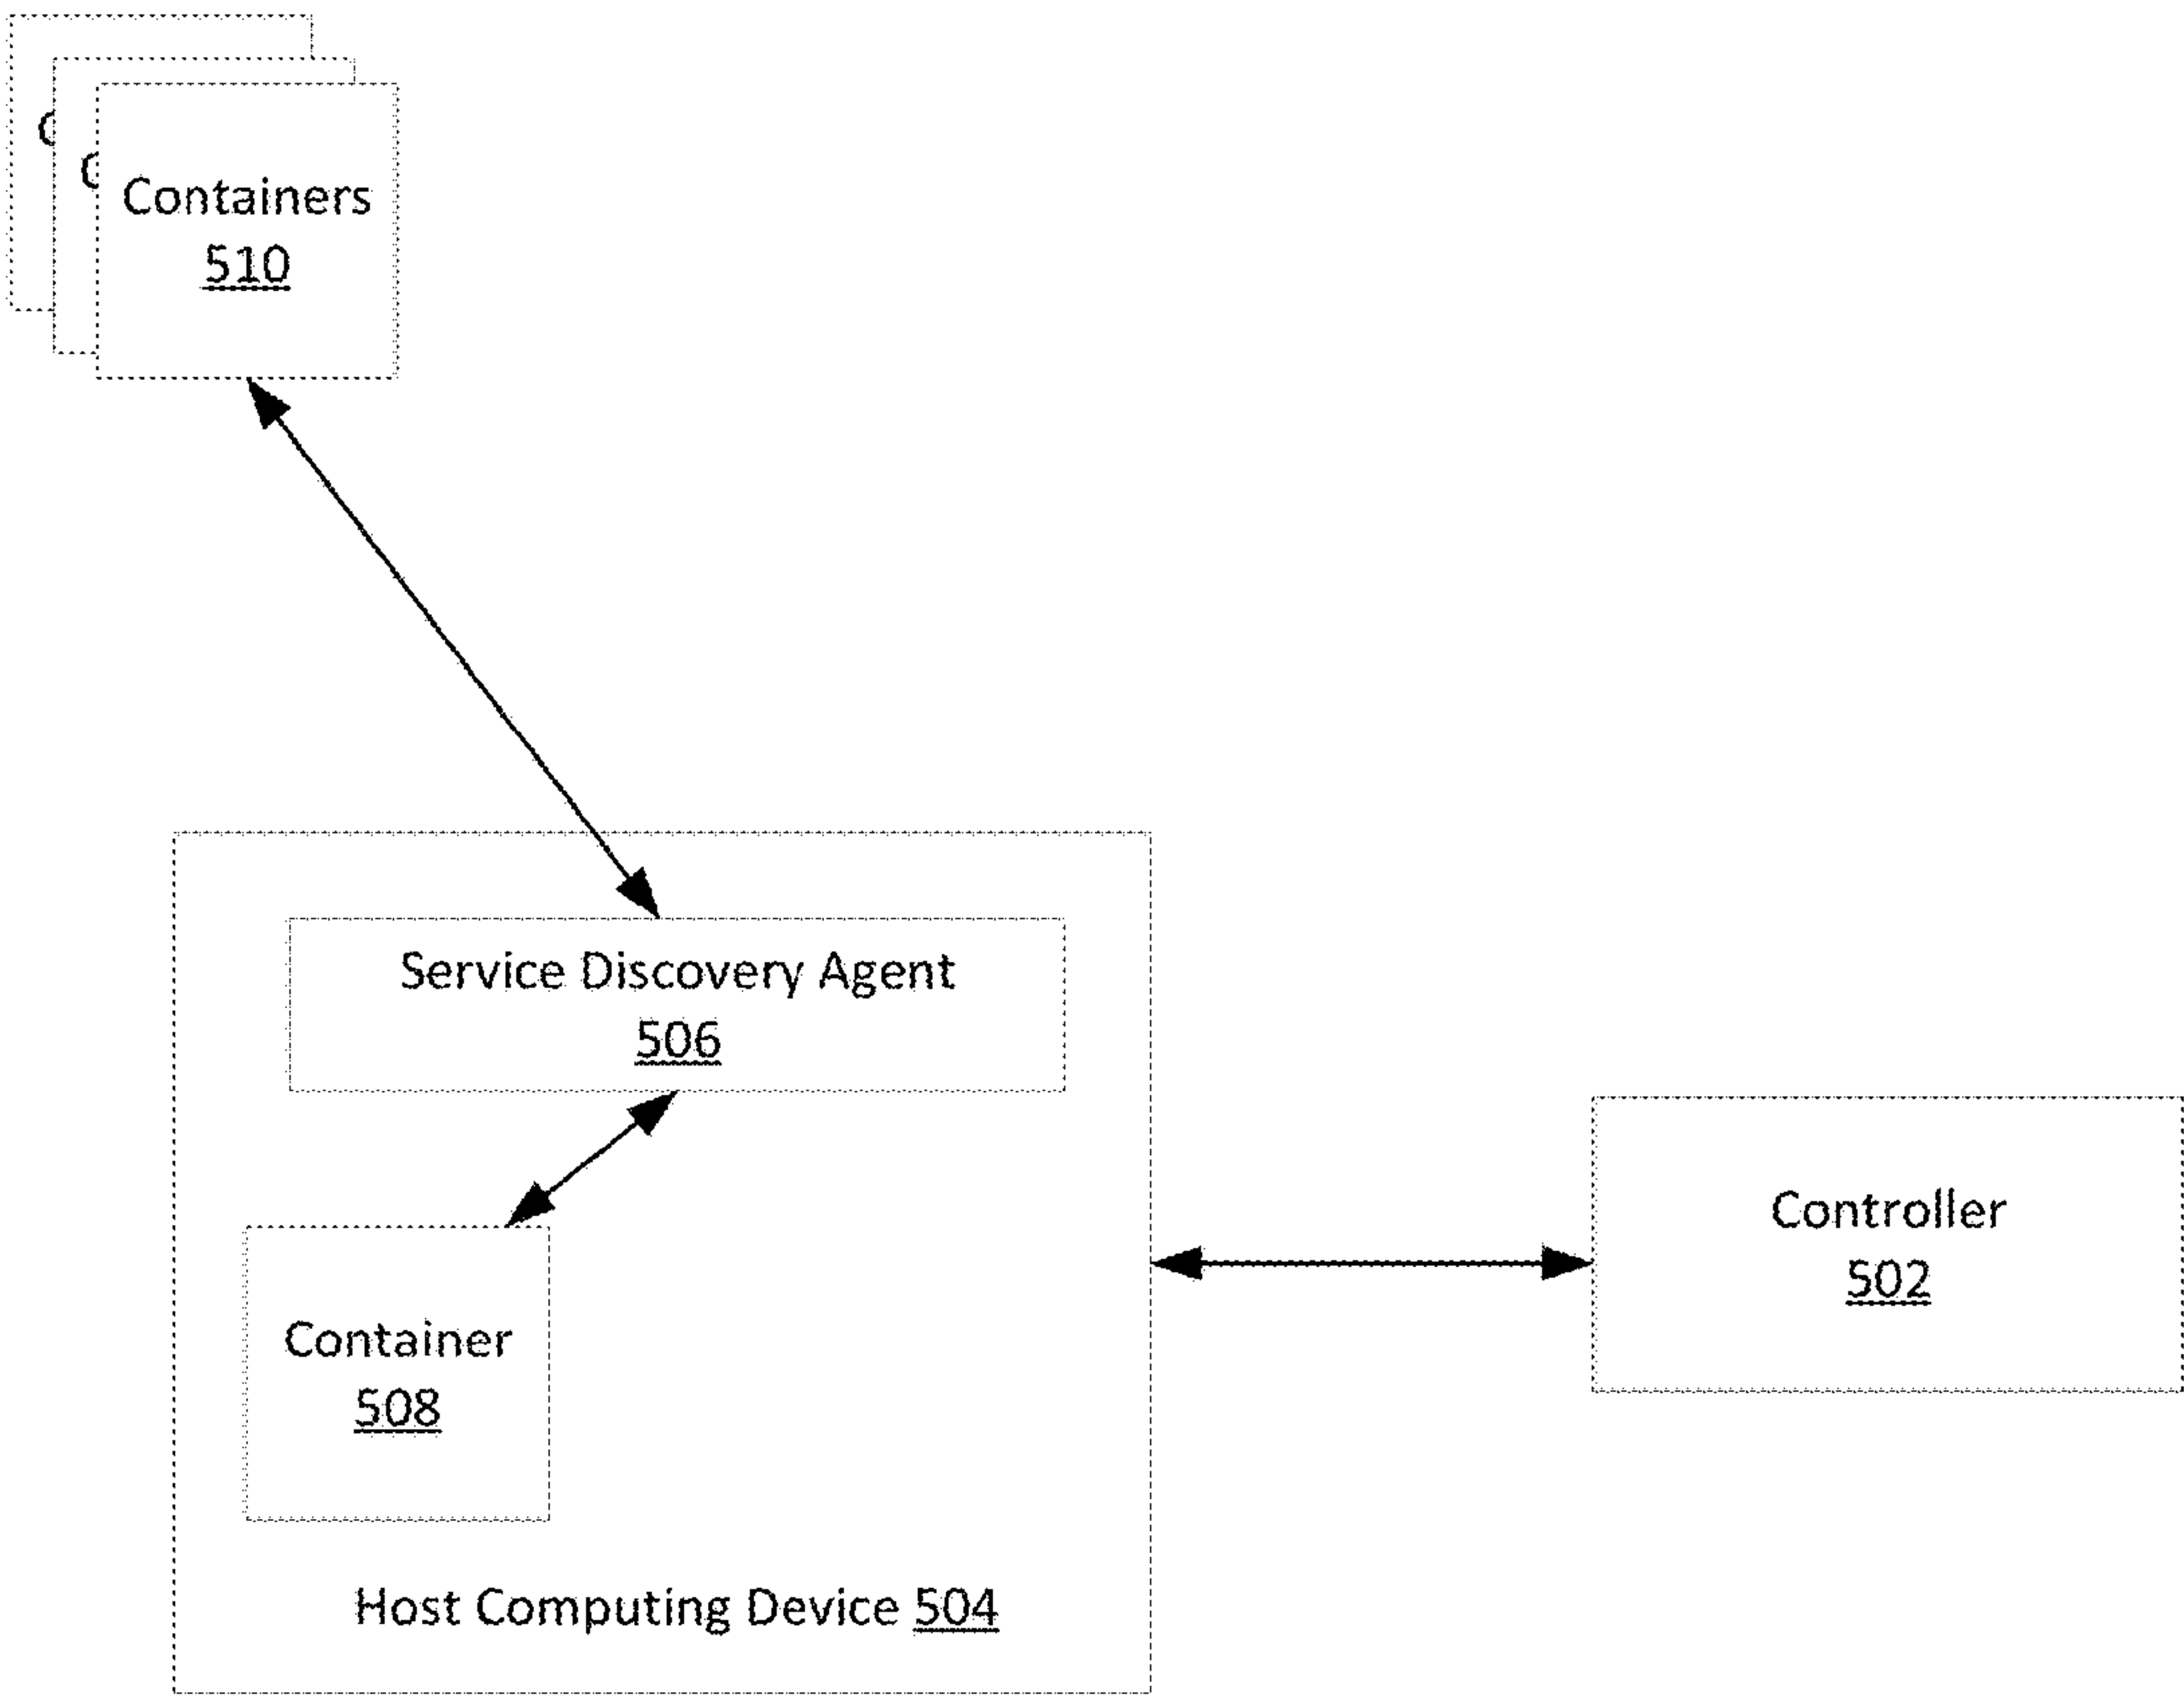 Containers
510
Service Discovery Agent
506
Controller
502
Container
508
Host Computing Device 504